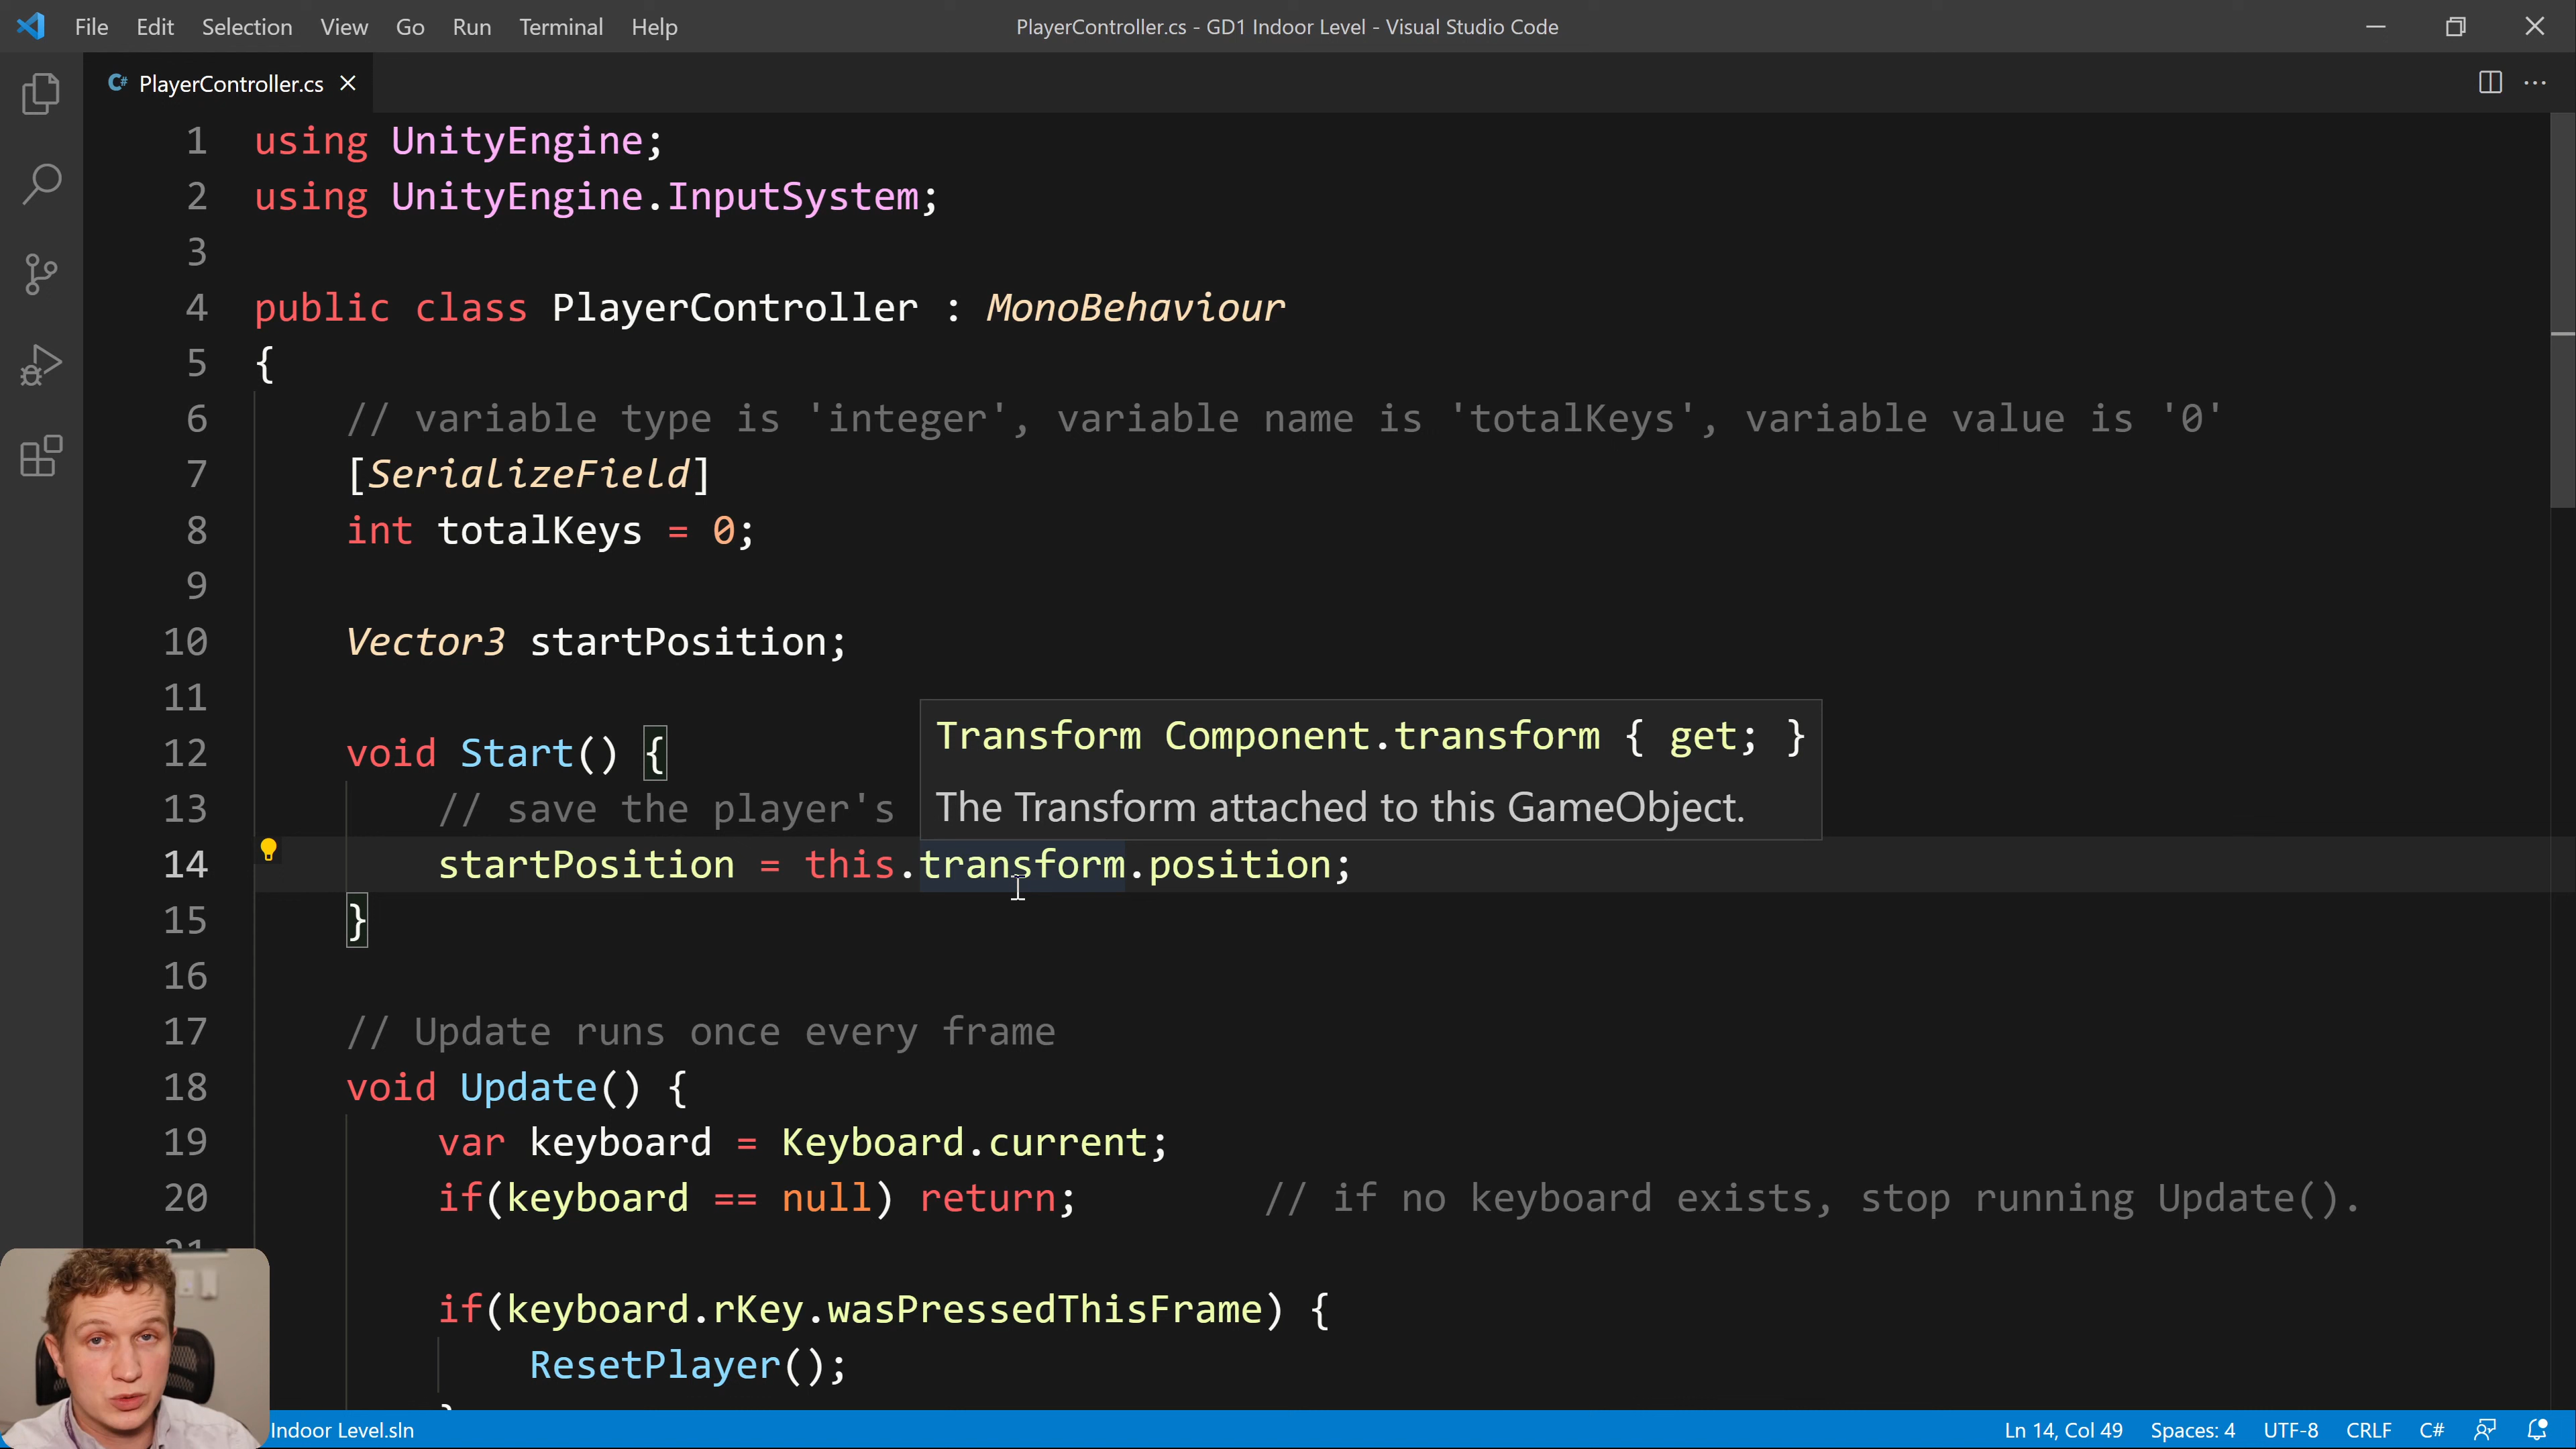 File Edit Selection View Go Run Terminal Help PlayerController.cs - GD1 Indoor Level - Visual Studio Code
C# PlayerController.cs
1 using UnityEngine;
2 using UnityEngine.InputSystem;
3
4 public class PlayerController : MonoBehaviour
5 {
6 // variable type is 'integer', variable name is 'totalKeys', variable value is '0'
7 [SerializeField]
8 int totalKeys = 0;
9
10 Vector3 startPosition;
11
Transform Component.transform { get; }
12 void Start() {
The Transform attached to this GameObject.
13 // save the player's
14 startPosition = this.transform.position;
15 }
16
17 // Update runs once every frame
18 void Update() {
19 var keyboard = Keyboard.current;
20 if(keyboard == null) return; // if no keyboard exists, stop running Update().
21
if(keyboard.rKey.wasPressedThisFrame) {
ResetPlayer();
}
Indoor Level.sln Ln 14, Col 49 Spaces: 4 UTF-8 CRLF C#